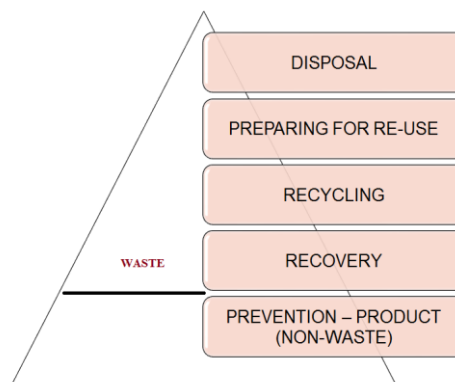 DISPOSAL
PREPARING FOR RE-USE
RECYCLING
WASTE
RECOVERY
PREVENTION – PRODUCT
(NON-WASTE)